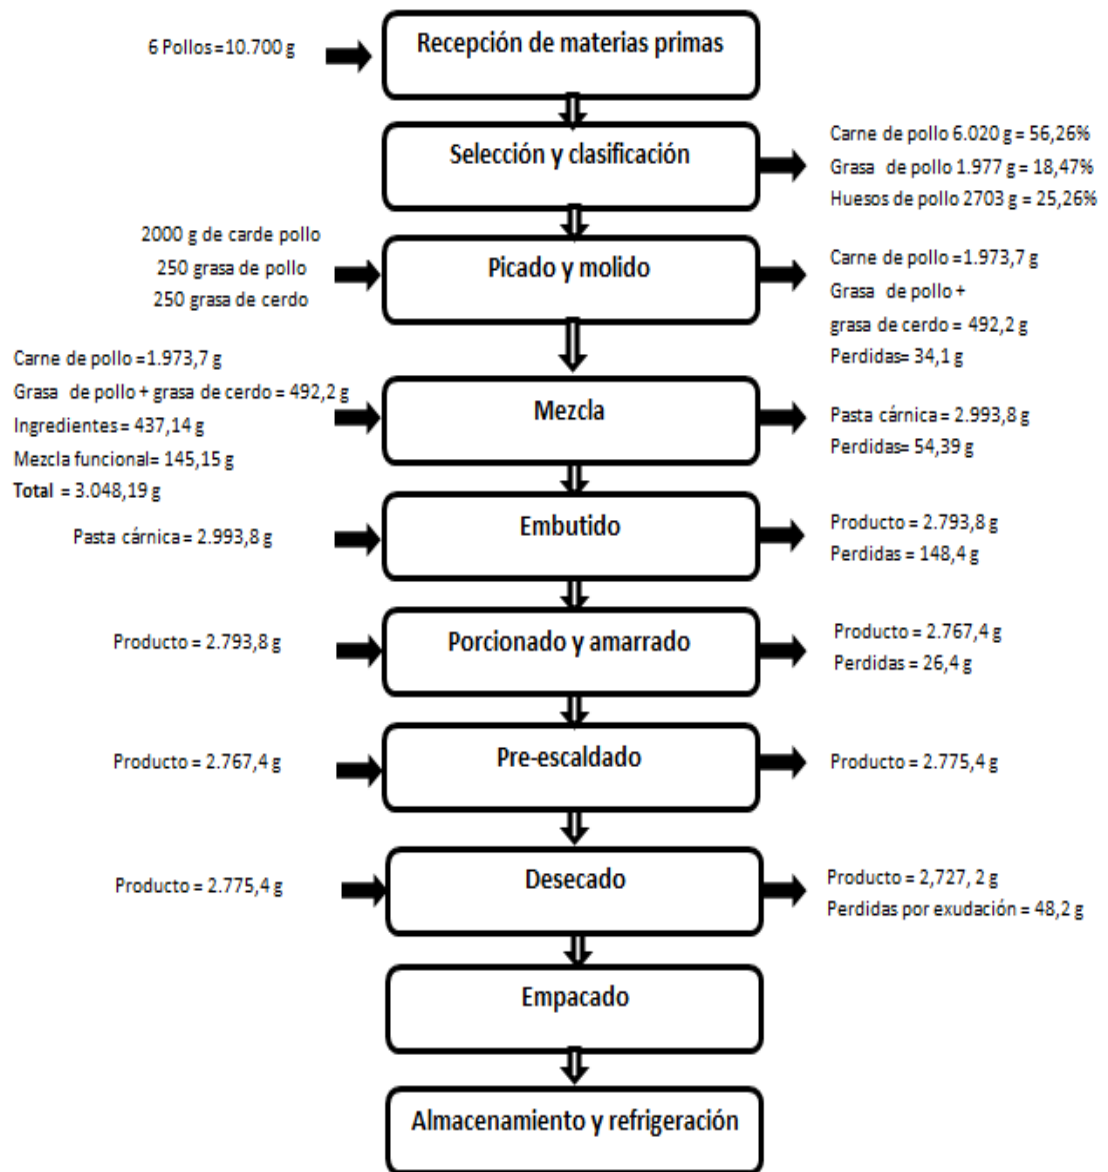 6 Pollos =10.700 g
Recepción de materias primas
Selección y clasificación
Carne de pollo 6.020 g = 56,26%
Grasa de pollo 1.977 g = 18,47%
Huesos de pollo 2703 g = 25,26%
2000 g de carde pollo
250 grasa de pollo
250 grasa de cerdo
Picado y molido
Carne de pollo =1.973,7 g
Grasa de pollo +
grasa de cerdo = 492,2 g
Perdidas= 34,1 g
Carne de pollo =1.973,7 g
Grasa de pollo + grasa de cerdo = 492,2 g
Ingredientes = 437,14 g
Mezcla funcional= 145,15 g
Total = 3.048,19 g
Mezcla
Pasta cárnica = 2.993,8 g
Perdidas= 54,39 g
Pasta cárnica = 2.993,8 g
Embutido
Producto = 2.793,8 g
Perdidas = 148,4 g
Producto = 2.793,8 g
Porcionado y amarrado
Producto = 2.767,4 g
Perdidas = 26,4 g
Producto = 2.767,4 g
Pre-escaldado
Producto = 2.775,4 g
Producto = 2.775,4 g
Desecado
Producto = 2,727, 2 g
Perdidas por exudación = 48,2 g
Empacado
Almacenamiento y refrigeración